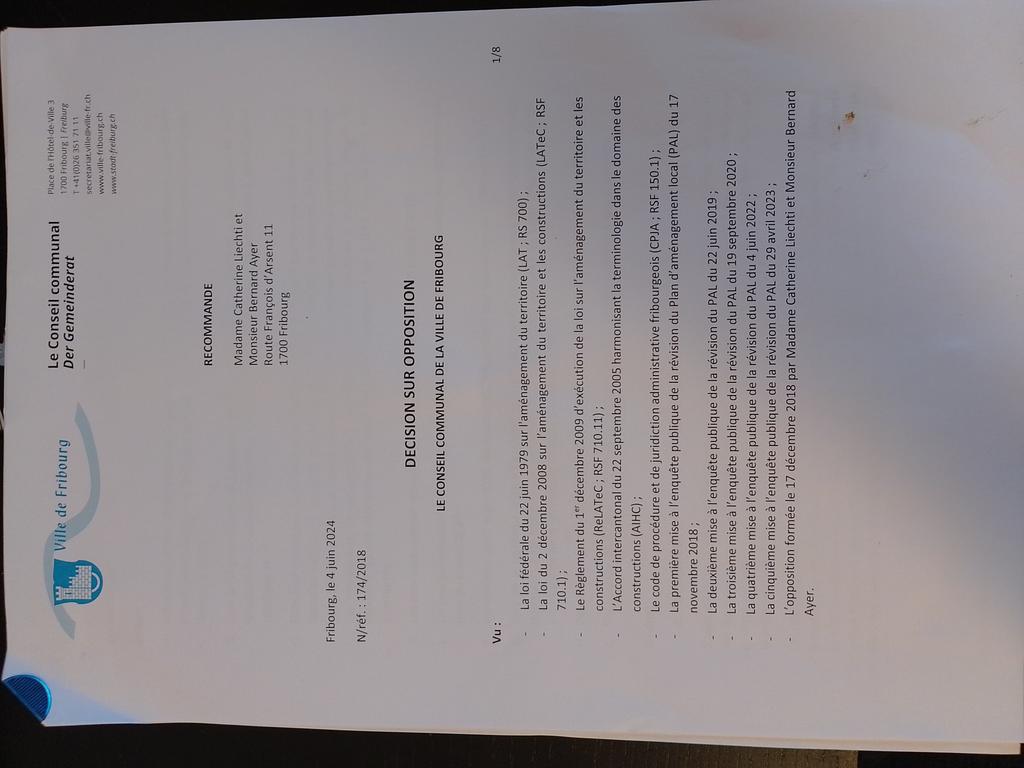 Ville de Fribourg
Le Conseil communal
Der Gemeinderat
Place de l'Hôtel-de-Ville 3
1700 Fribourg | Freiburg
T +41(0)26 351 71 11
secretariat.ville@ville-fr.ch
www.ville-fribourg.ch
www.stadt-freiburg.ch
RECOMMANDE
Madame Catherine Liechti et
Monsieur Bernard Ayer
Route François d'Arsent 11
1700 Fribourg
Fribourg, le 4 juin 2024
N/réf. : 174/2018
DECISION SUR OPPOSITION
LE CONSEIL COMMUNAL DE LA VILLE DE FRIBOURG
Vu :
- La loi fédérale du 22 juin 1979 sur l'aménagement du territoire (LAT ; RS 700) ;
- La loi du 2 décembre 2008 sur l'aménagement du territoire et les constructions (LATeC ; RSF
710.1) ;
- Le Règlement du 1er décembre 2009 d'exécution de la loi sur l'aménagement du territoire et les
constructions (ReLATeC ; RSF 710.11) ;
- L'Accord intercantonal du 22 septembre 2005 harmonisant la terminologie dans le domaine des
constructions (AIHC) ;
- Le code de procédure et de juridiction administrative fribourgeois (CPJA ; RSF 150.1) ;
- La première mise à l'enquête publique de la révision du Plan d'aménagement local (PAL) du 17
novembre 2018 ;
- La deuxième mise à l'enquête publique de la révision du PAL du 22 juin 2019 ;
- La troisième mise à l'enquête publique de la révision du PAL du 19 septembre 2020 ;
- La quatrième mise à l'enquête publique de la révision du PAL du 4 juin 2022 ;
- La cinquième mise à l'enquête publique de la révision du PAL du 29 avril 2023 ;
- L'opposition formée le 17 décembre 2018 par Madame Catherine Liechti et Monsieur Bernard
Ayer.
1/8